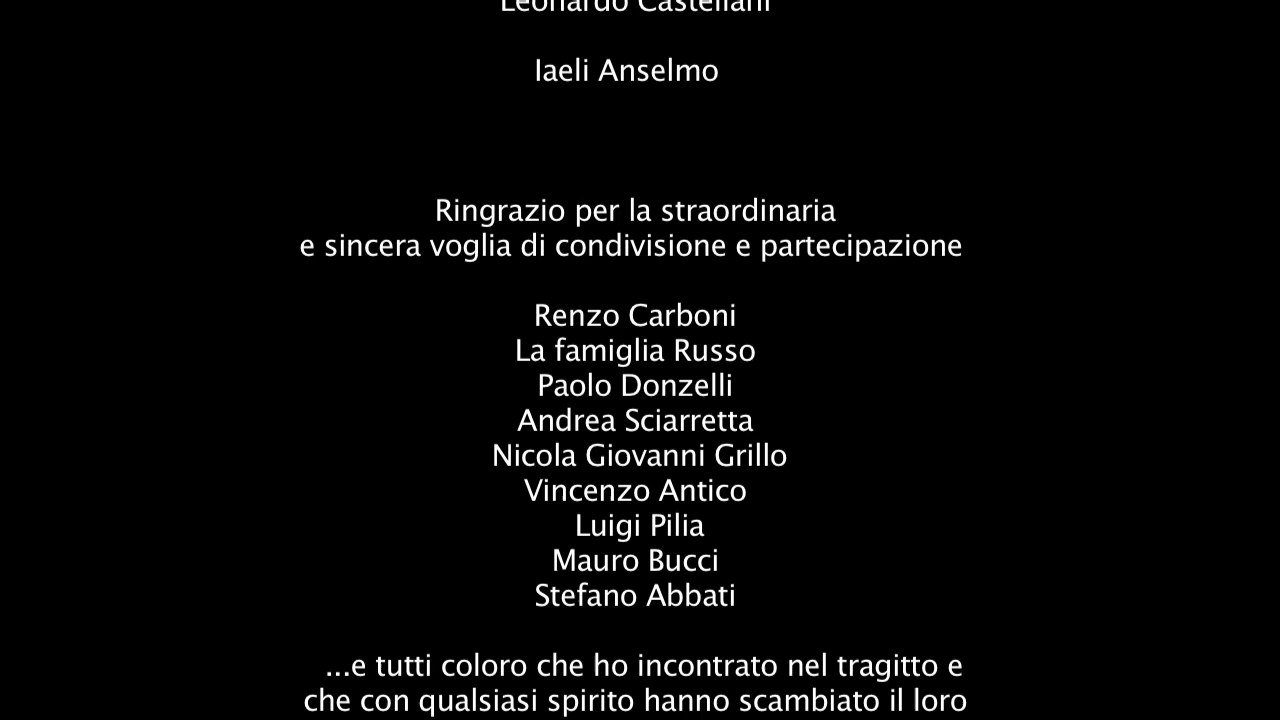 Leonardo Castellani
Iaeli Anselmo
Ringrazio per la straordinaria
e sincera voglia di condivisione e partecipazione
Renzo Carboni
La famiglia Russo
Paolo Donzelli
Andrea Sciarretta
Nicola Giovanni Grillo
Vincenzo Antico
Luigi Pilia
Mauro Bucci
Stefano Abbati
...e tutti coloro che ho incontrato nel tragitto e
che con qualsiasi spirito hanno scambiato il loro